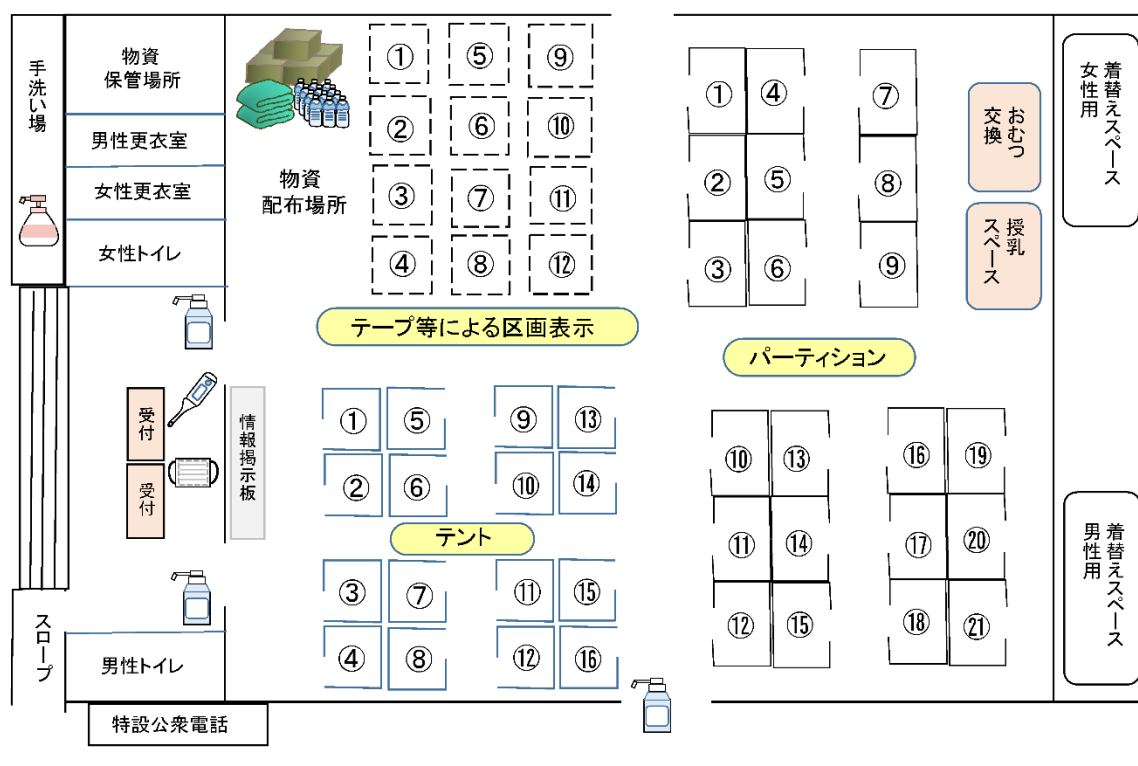 手洗い場
物資
保管場所
男性更衣室
女性更衣室
女性トイレ
物資
配布場所
① ⑤ ⑨
② ⑥ ⑩
③ ⑦ ⑪
④ ⑧ ⑫
テープ等による区画表示
① ④ ⑦
② ⑤ ⑧
③ ⑥ ⑨
パーティション
おむつ
交換
授乳
スペース
着替えスペース
女性用
受付
受付
情報掲示板
① ⑤ ⑨ ⑬
② ⑥ ⑩ ⑭
テント
③ ⑦ ⑪ ⑮
④ ⑧ ⑫ ⑯
⑩ ⑬ ⑯ ⑲
⑪ ⑭ ⑰ ⑳
⑫ ⑮ ⑱ ㉑
着替えスペース
男性用
スロープ
男性トイレ
特設公衆電話